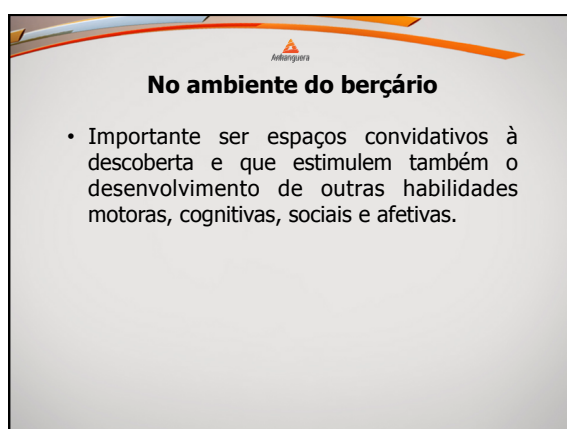 Anhanguera
No ambiente do berçário
• Importante ser espaços convidativos à
descoberta e que estimulem também o
desenvolvimento de outras habilidades
motoras, cognitivas, sociais e afetivas.